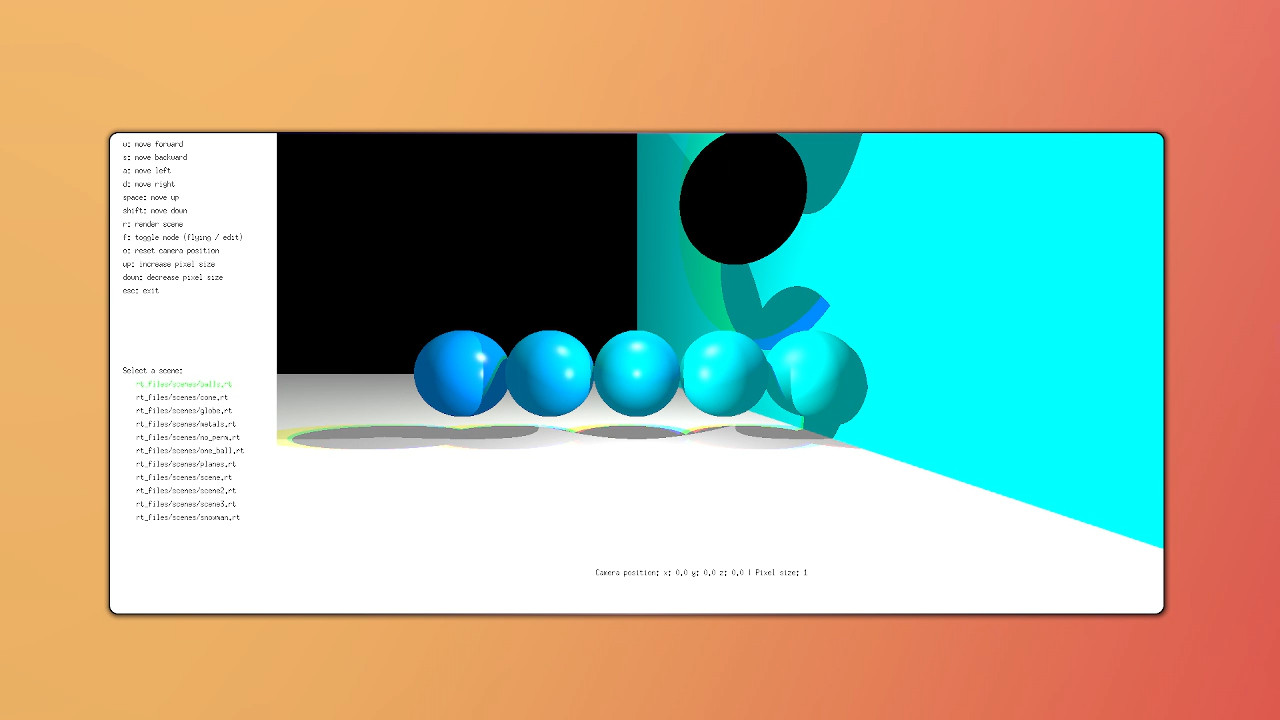 w: move forward
s: move backward
a: move left
d: move right
space: move up
shift: move down
r: render scene
f: toggle mode (flying / edit)
o: reset camera position
up: increase pixel size
down: decrease pixel size
esc: exit
Select a scene:
rt_files/scenes/balls.rt
rt_files/scenes/cone.rt
rt_files/scenes/globe.rt
rt_files/scenes/metals.rt
rt_files/scenes/no_perm.rt
rt_files/scenes/one_ball.rt
rt_files/scenes/planes.rt
rt_files/scenes/scene.rt
rt_files/scenes/scene2.rt
rt_files/scenes/scene3.rt
rt_files/scenes/snowman.rt
Camera position: x: 0.0 y: 0.0 z: 0.0 | Pixel size: 1